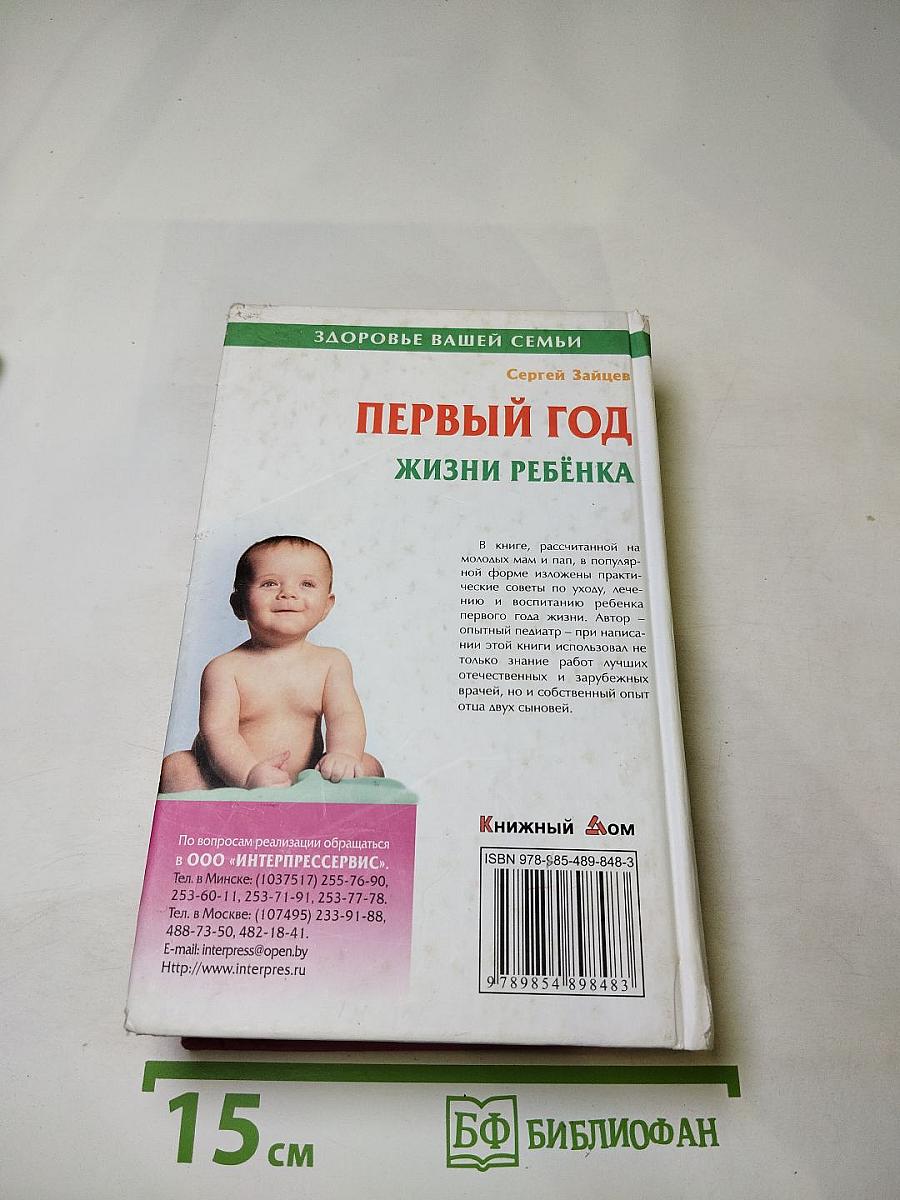 ЗДОРОВЬЕ ВАШЕЙ СЕМЬИ
Сергей Зайцев
ПЕРВЫЙ ГОД
ЖИЗНИ РЕБЁНКА
В книге, рассчитанной на
молодых мам и пап, в популяр-
ной форме изложены практи-
ческие советы по уходу, лече-
нию и воспитанию ребенка
первого года жизни. Автор –
опытный педиатр – при написа-
нии этой книги использовал не
только знание работ лучших
отечественных и зарубежных
врачей, но и собственный опыт
отца двух сыновей.
По вопросам реализации обращаться
в ООО «ИНТЕРПРЕССЕРВИС».
Тел. в Минске: (1037517) 255-76-90,
253-60-11, 253-71-91, 253-77-78.
Тел. в Москве: (107495) 233-91-88,
488-73-50, 482-18-41.
E-mail: interpress@open.by
Http://www.interpres.ru
Книжный Дом
ISBN 978-985-489-848-3
9 789854 898483
15 см
БФ БИБЛИОФАН